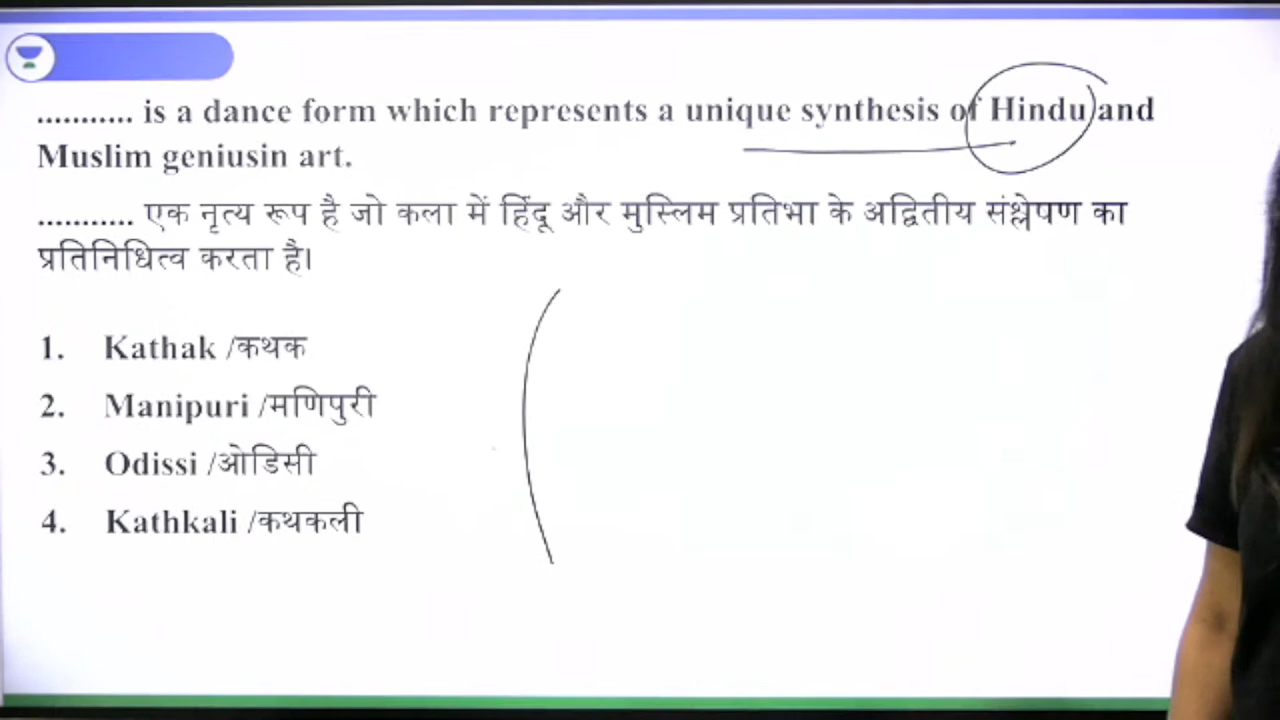 ........... is a dance form which represents a unique synthesis of Hindu and
Muslim geniusin art.
........... एक नृत्य रूप है जो कला में हिंदू और मुस्लिम प्रतिभा के अद्वितीय संश्लेषण का
प्रतिनिधित्व करता है।
1. Kathak /कथक
2. Manipuri /मणिपुरी
3. Odissi /ओडिसी
4. Kathkali /कथकली